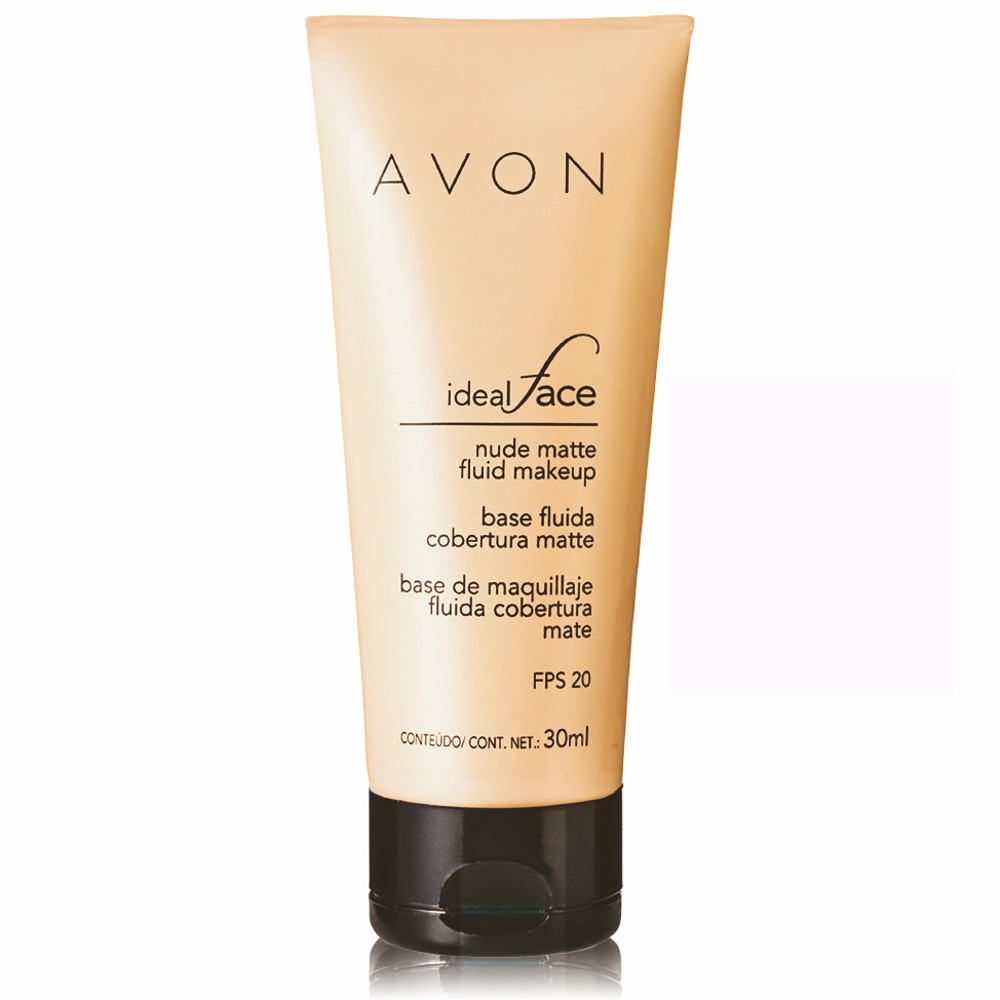 AVON
ideal face
nude matte
fluid makeup
base fluida
cobertura matte
base de maquillaje
fluida cobertura
mate
FPS 20
CONTEÚDO/ CONT. NET.: 30ml